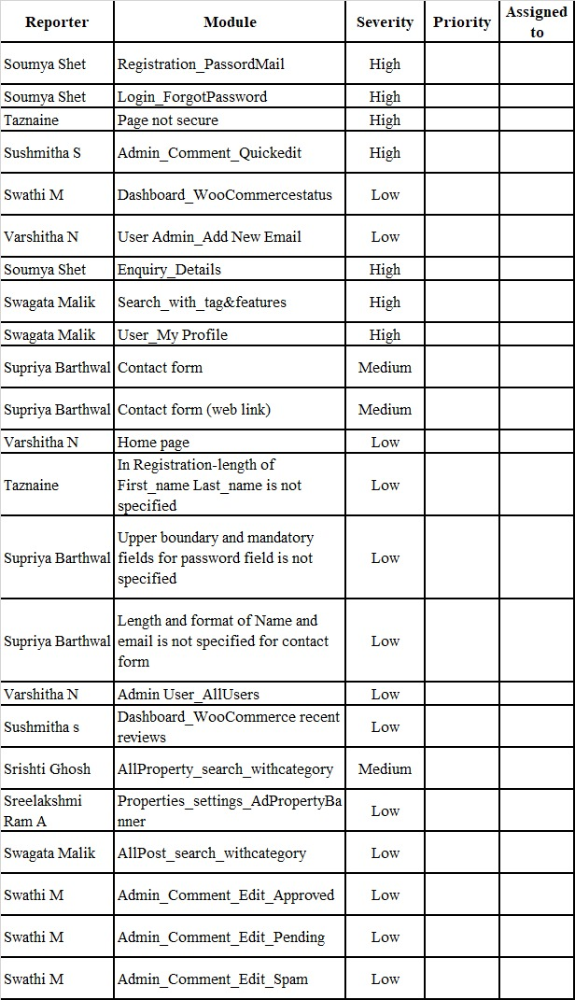 Reporter Module Severity Priority Assigned to
Soumya Shet Registration_PassordMail High
Soumya Shet Login_ForgotPassword High
Taznaine Page not secure High
Sushmitha S Admin_Comment_Quickedit High
Swathi M Dashboard_WooCommercestatus Low
Varshitha N User Admin_Add New Email Low
Soumya Shet Enquiry_Details High
Swagata Malik Search_with_tag&features High
Swagata Malik User_My Profile High
Supriya Barthwal Contact form Medium
Supriya Barthwal Contact form (web link) Medium
Varshitha N Home page Low
Taznaine In Registration-length of
First_name Last_name is not
specified Low
Supriya Barthwal Upper boundary and mandatory
fields for password field is not
specified Low
Supriya Barthwal Length and format of Name and
email is not specified for contact
form Low
Varshitha N Admin User_AllUsers Low
Sushmitha s Dashboard_WooCommerce recent
reviews Low
Srishti Ghosh AllProperty_search_withcategory Medium
Sreelakshmi
Ram A Properties_settings_AdPropertyBa
nner Low
Swagata Malik AllPost_search_withcategory Low
Swathi M Admin_Comment_Edit_Approved Low
Swathi M Admin_Comment_Edit_Pending Low
Swathi M Admin_Comment_Edit_Spam Low